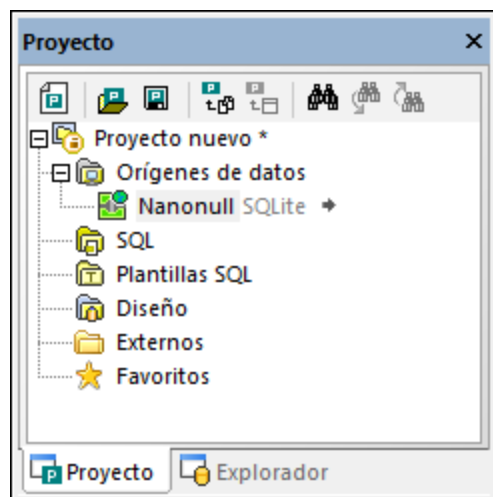 Proyecto
Proyecto nuevo *
Orígenes de datos
Nanonull SQLite
SQL
Plantillas SQL
Diseño
Externos
Favoritos
Proyecto Explorador